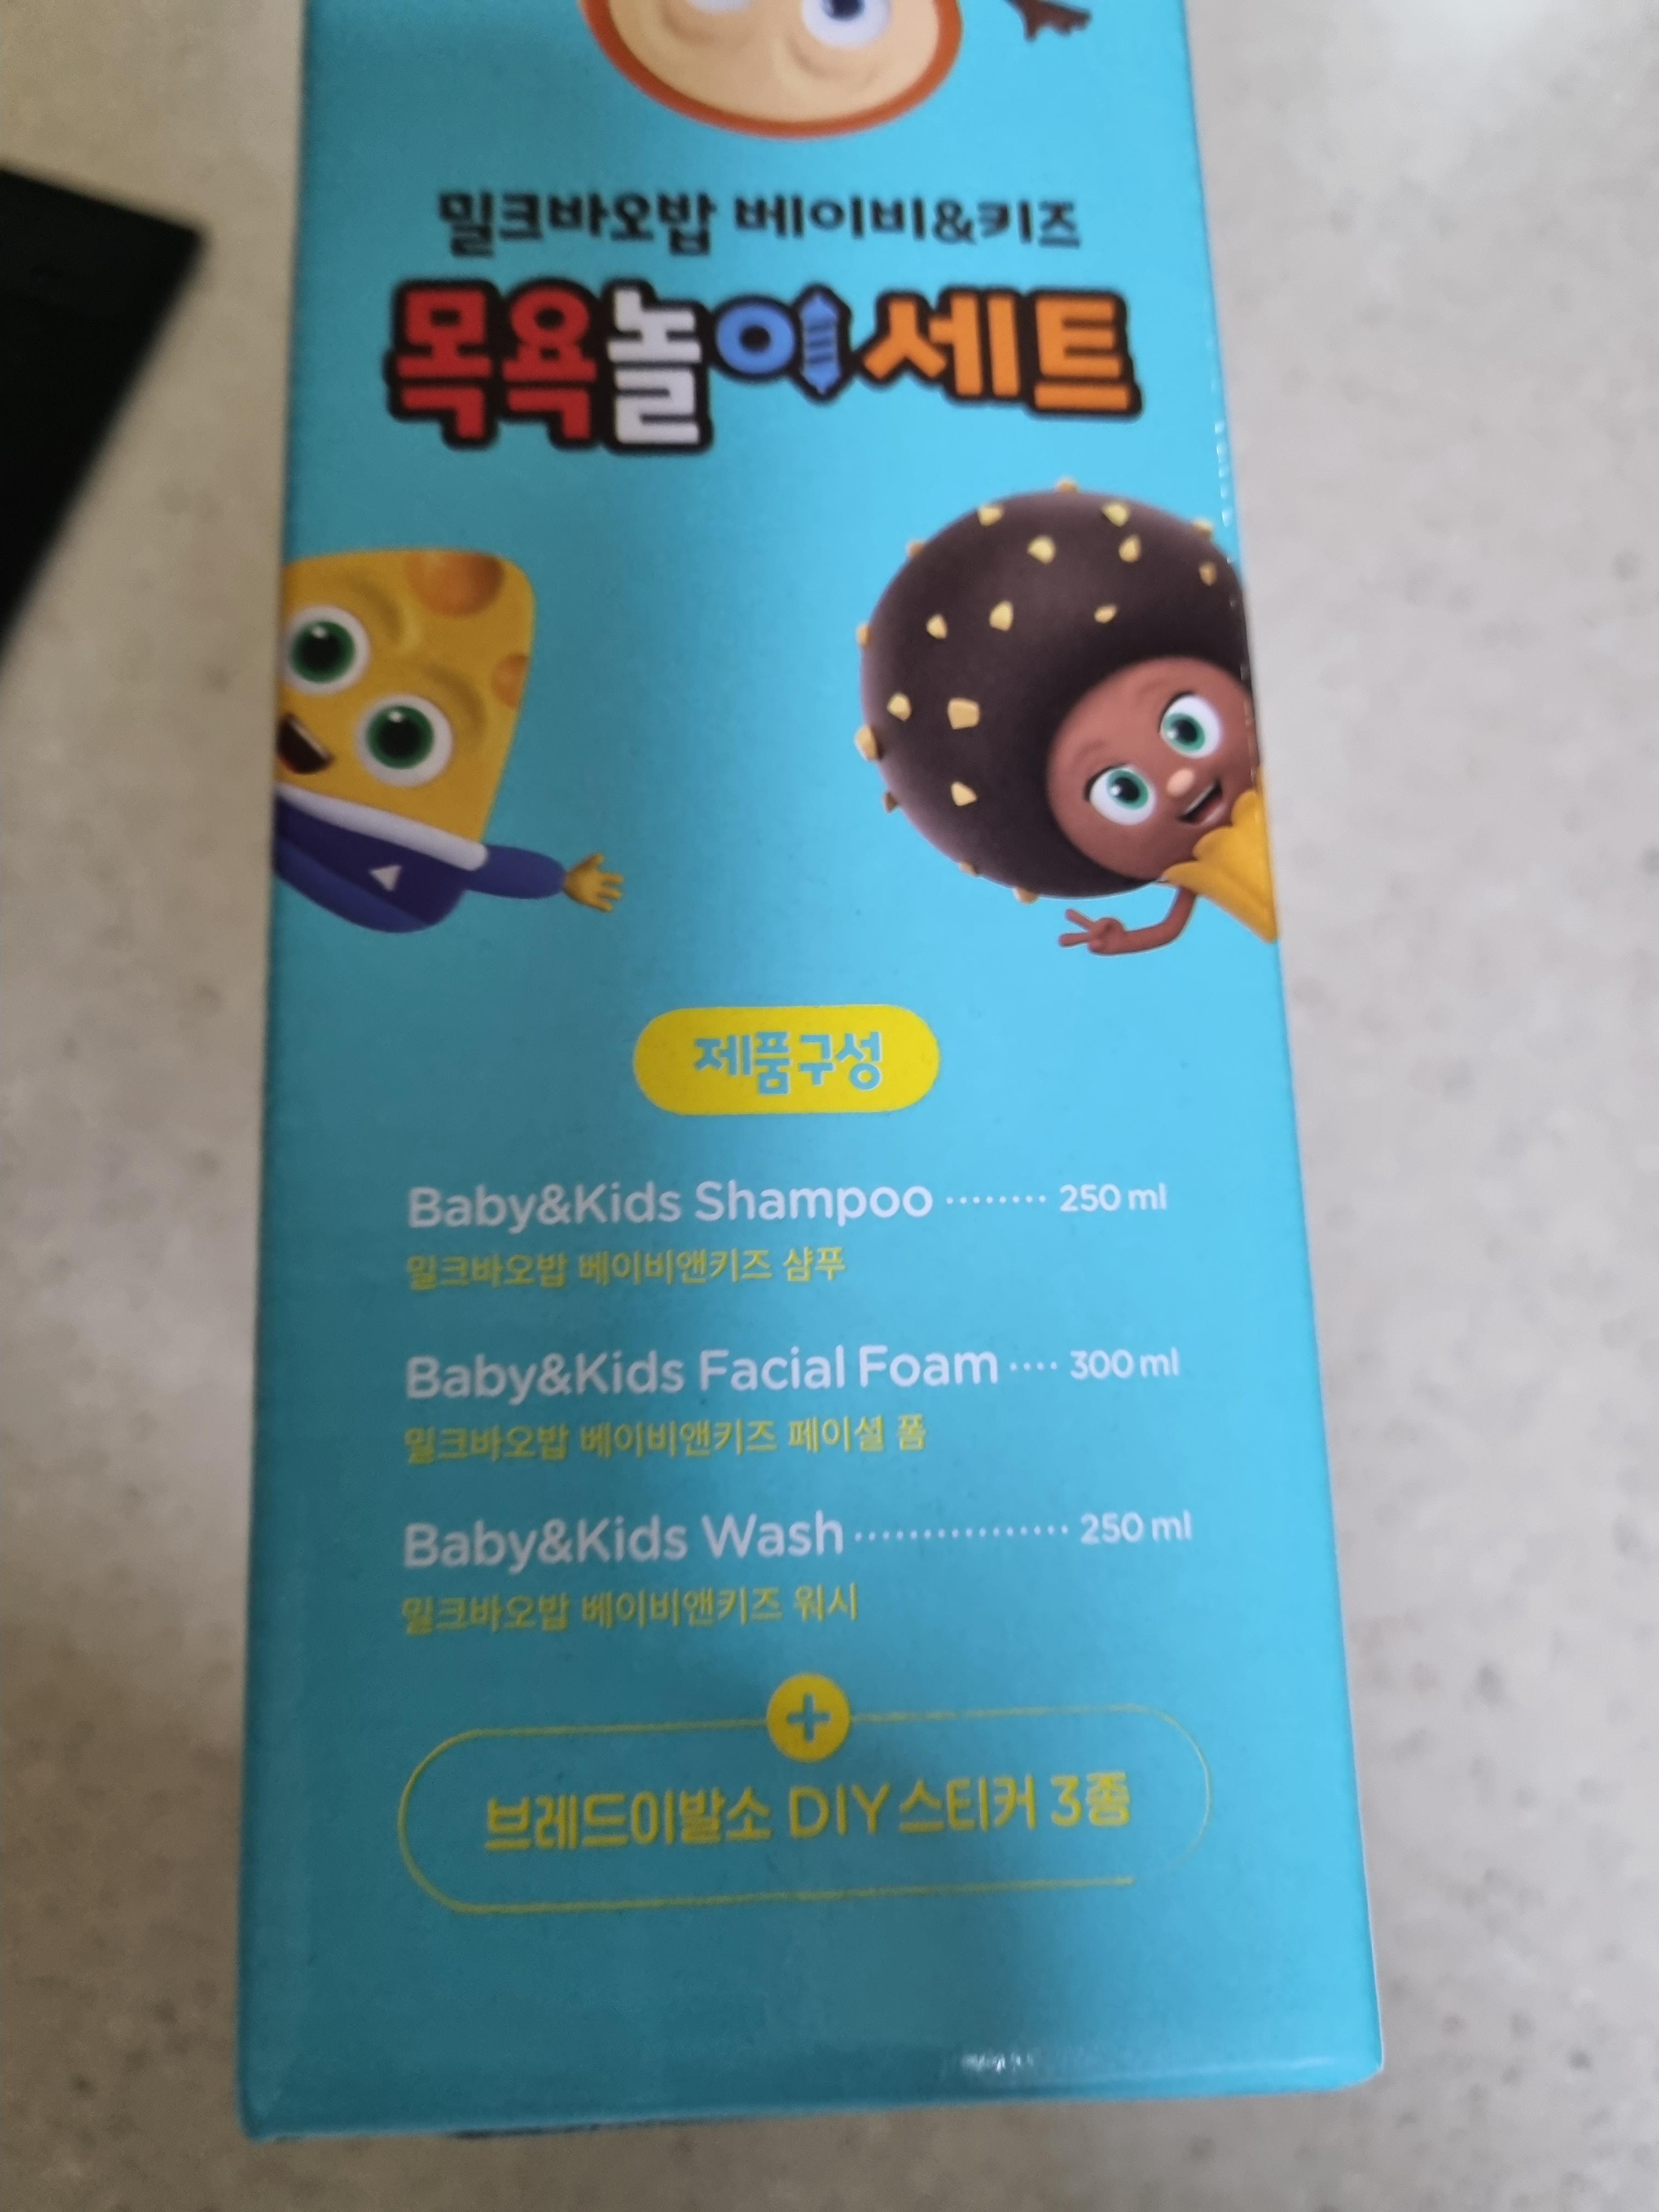 밀크바오밥 베이비&키즈
목욕놀이 세트
제품구성
Baby&Kids Shampoo ········ 250 ml
밀크바오밥 베이비앤키즈 샴푸
Baby&Kids Facial Foam ···· 300 ml
밀크바오밥 베이비앤키즈 페이셜 폼
Baby&Kids Wash ················ 250 ml
밀크바오밥 베이비앤키즈 워시
+
브레드이발소 DIY 스티커 3종